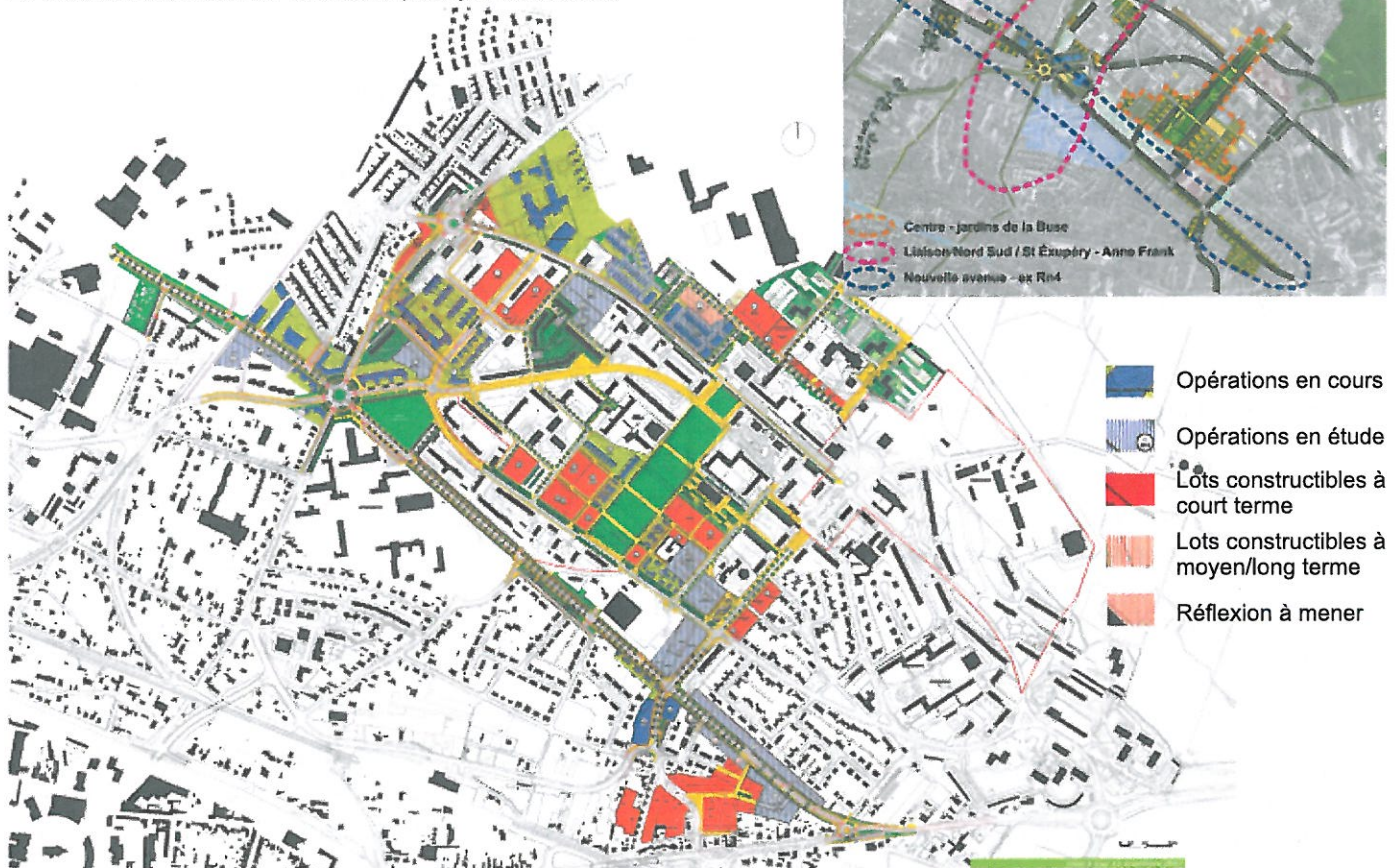 Centre - jardins de la Buse
Liaison Nord Sud / St Éxupéry - Anne Frank
Nouvelle avenue - ex Rn4
Opérations en cours
Opérations en étude
Lots constructibles à
court terme
Lots constructibles à
moyen/long terme
Réflexion à mener